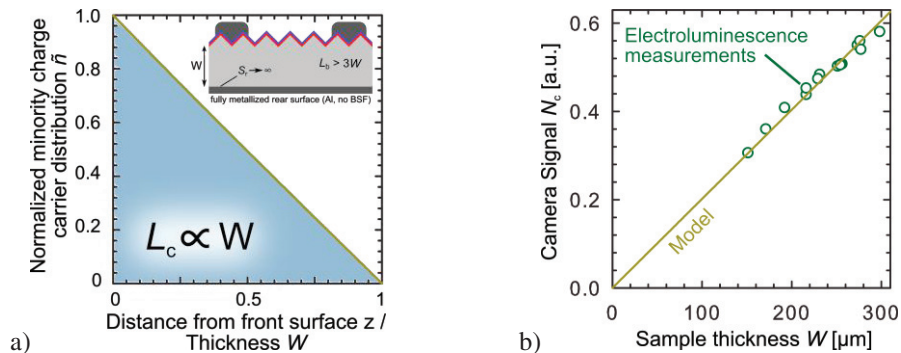 a)
Normalized minority charge
carrier distribution ñ
1.0
0.8
0.6
0.4
0.2
0
0
0.5
1
W
S_r → ∞
L_b > 3W
fully metallized rear surface (Al, no BSF)
L_c ∝ W
Distance from front surface z /
Thickness W
b)
Camera Signal N_c [a.u.]
0.6
0.4
0.2
0.0
0
100
200
300
Electroluminescence
measurements
Model
Sample thickness W [µm]